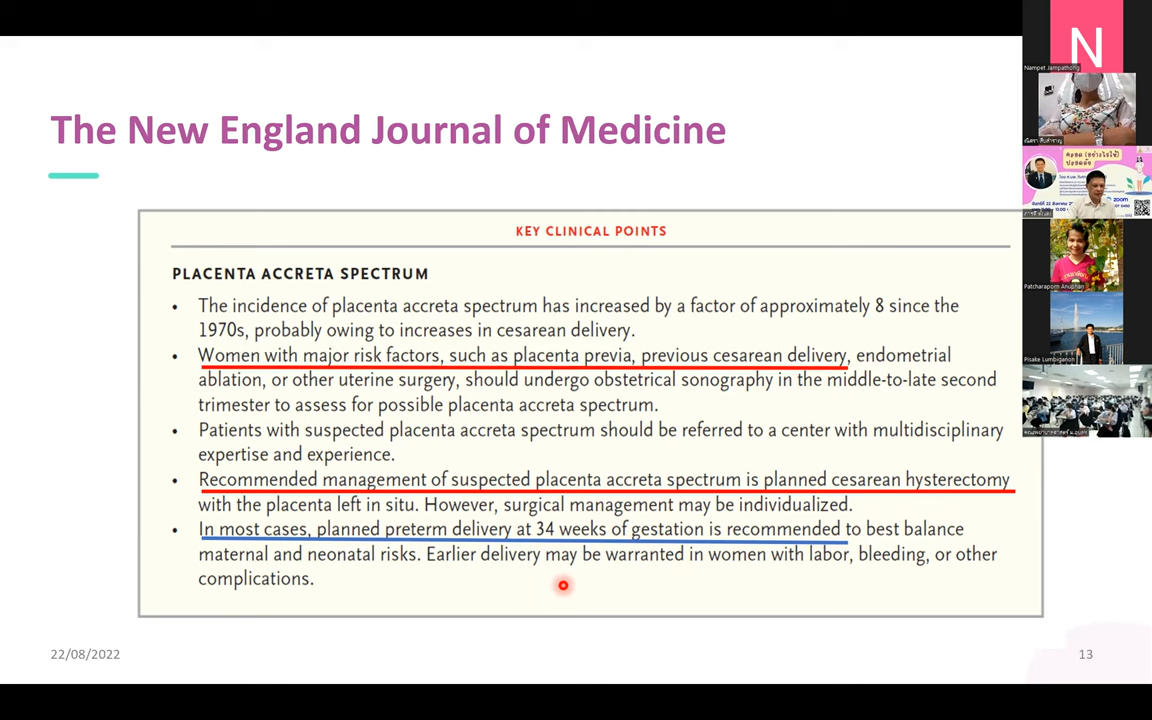 The New England Journal of Medicine
KEY CLINICAL POINTS
PLACENTA ACCRETA SPECTRUM
• The incidence of placenta accreta spectrum has increased by a factor of approximately 8 since the
1970s, probably owing to increases in cesarean delivery.
• Women with major risk factors, such as placenta previa, previous cesarean delivery, endometrial
ablation, or other uterine surgery, should undergo obstetrical sonography in the middle-to-late second
trimester to assess for possible placenta accreta spectrum.
• Patients with suspected placenta accreta spectrum should be referred to a center with multidisciplinary
expertise and experience.
• Recommended management of suspected placenta accreta spectrum is planned cesarean hysterectomy
with the placenta left in situ. However, surgical management may be individualized.
• In most cases, planned preterm delivery at 34 weeks of gestation is recommended to best balance
maternal and neonatal risks. Earlier delivery may be warranted in women with labor, bleeding, or other
complications.
22/08/2022
13
N
Nampet Jampathong
zoom
Patcharaporn Anuphan
Pisake Lumbiganon